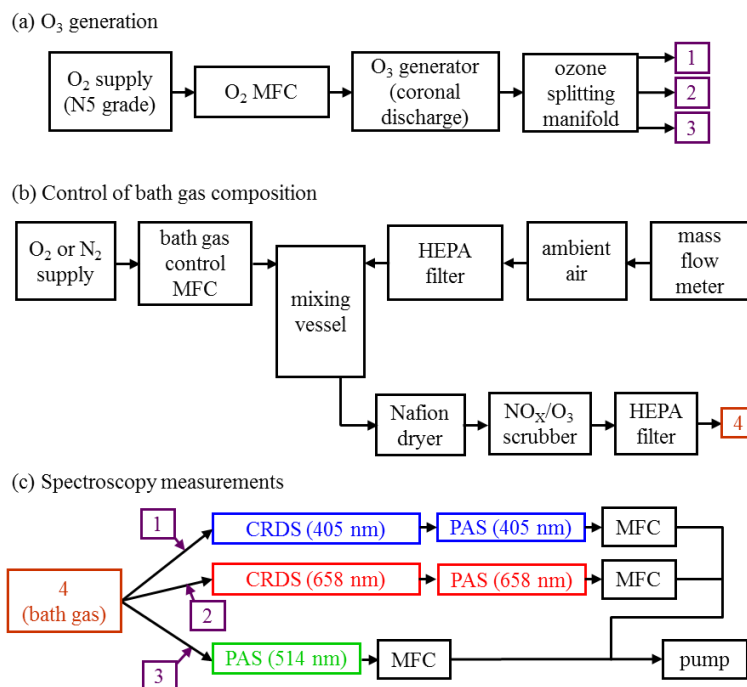 (a) O₃ generation
O₂ supply
(N5 grade)
O₂ MFC
O₃ generator
(coronal
discharge)
ozone
splitting
manifold
1
2
3
(b) Control of bath gas composition
O₂ or N₂
supply
bath gas
control
MFC
mixing
vessel
HEPA
filter
ambient
air
mass
flow
meter
Nafion
dryer
NOX/O₃
scrubber
HEPA
filter
4
(c) Spectroscopy measurements
1
CRDS (405 nm)
PAS (405 nm)
MFC
4
(bath gas)
CRDS (658 nm)
PAS (658 nm)
MFC
2
3
PAS (514 nm)
MFC
pump